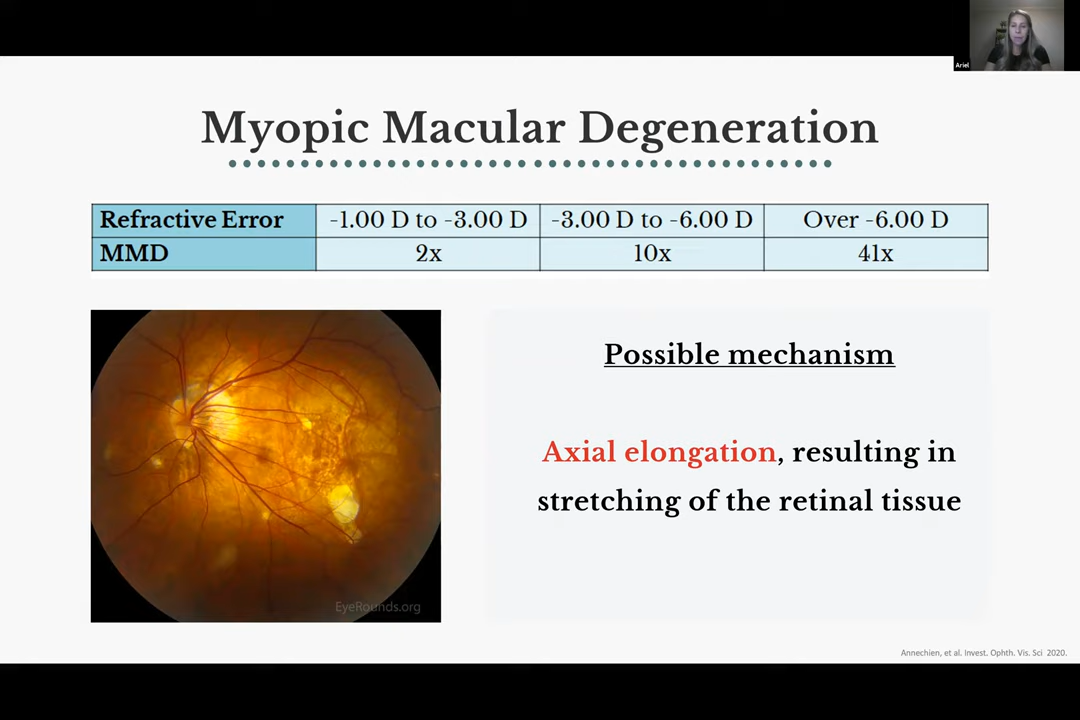 Ariel
Myopic Macular Degeneration
Refractive Error -1.00 D to -3.00 D -3.00 D to -6.00 D Over -6.00 D
MMD 2x 10x 41x
Possible mechanism
Axial elongation, resulting in
stretching of the retinal tissue
EyeRounds.org
Annechien, et al. Invest. Ophth. Vis. Sci 2020.